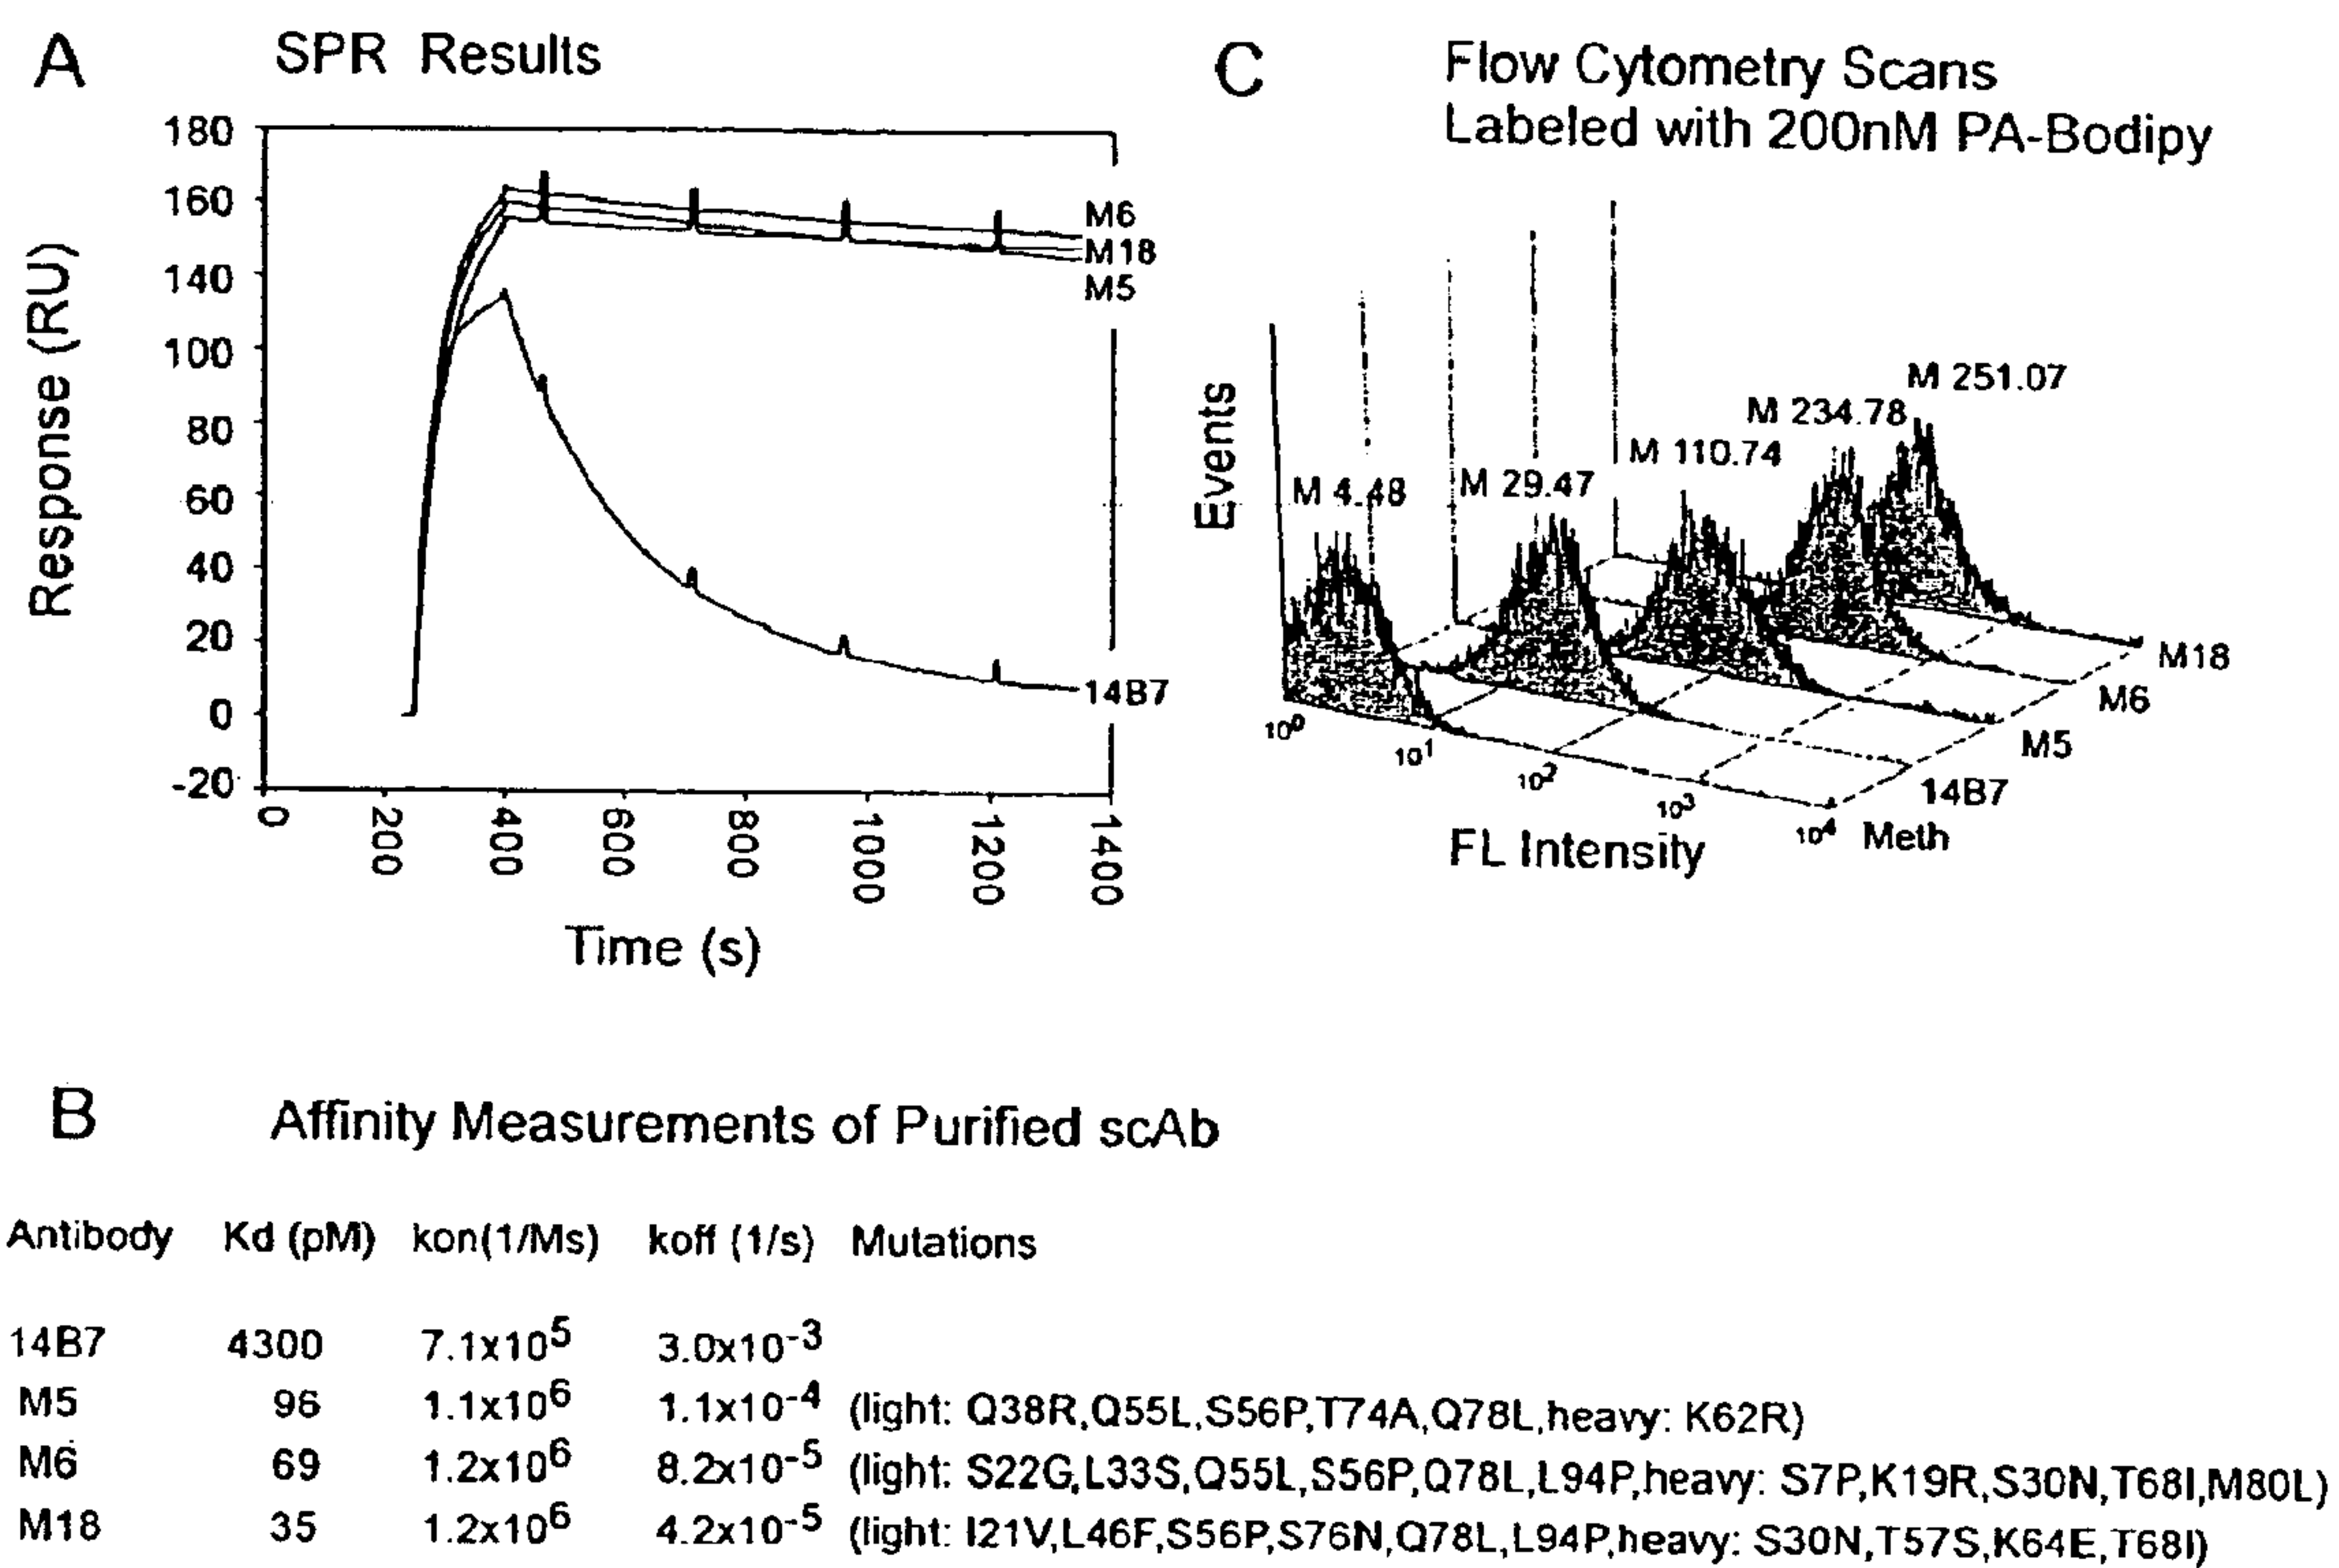 A
SPR Results
180
160
140
100
80
60
40
20
0
-20
Response (RU)
0
200
400
600
800
1000
1200
1400
Time (s)
M6
M18
M5
14B7
C
Flow Cytometry Scans
Labeled with 200nM PA-Bodipy
Events
M 4.48
M 29.47
M 110.74
M 234.78
M 251.07
10⁰
10¹
10²
10³
10⁴
FL Intensity
Meth
14B7
M5
M6
M18
B
Affinity Measurements of Purified scAb
Antibody Kd (pM) kon(1/Ms) koff (1/s) Mutations
14B7 4300 7.1x10⁵ 3.0x10⁻³
M5 96 1.1x10⁶ 1.1x10⁻⁴ (light: Q38R,Q55L,S56P,T74A,Q78L,heavy: K62R)
M6 69 1.2x10⁶ 8.2x10⁻⁵ (light: S22G,L33S,Q55L,S56P,Q78L,L94P,heavy: S7P,K19R,S30N,T68I,M80L)
M18 35 1.2x10⁶ 4.2x10⁻⁵ (light: I21V,L46F,S56P,S76N,Q78L,L94P,heavy: S30N,T57S,K64E,T68I)